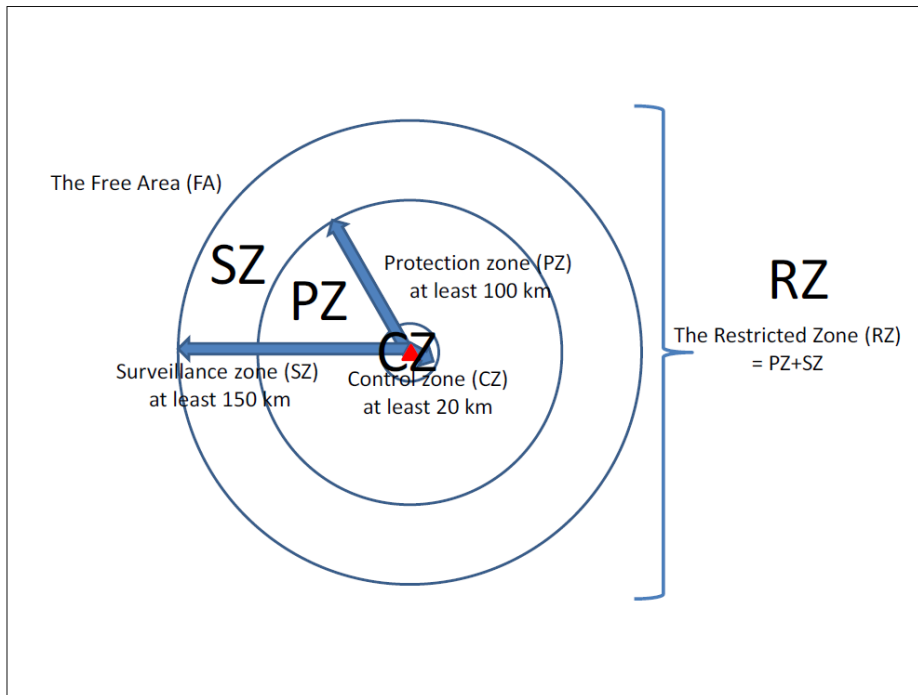 The Free Area (FA)
SZ
PZ
Protection zone (PZ)
at least 100 km
CZ
Surveillance zone (SZ)
at least 150 km
Control zone (CZ)
at least 20 km
RZ
The Restricted Zone (RZ)
= PZ+SZ